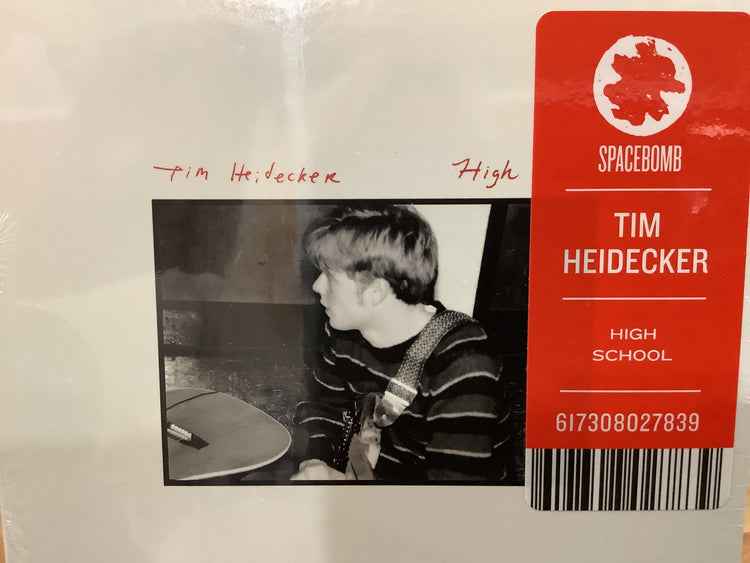 Tim Heidecker High
SPACEBOMB
TIM
HEIDECKER
HIGH
SCHOOL
617308027839